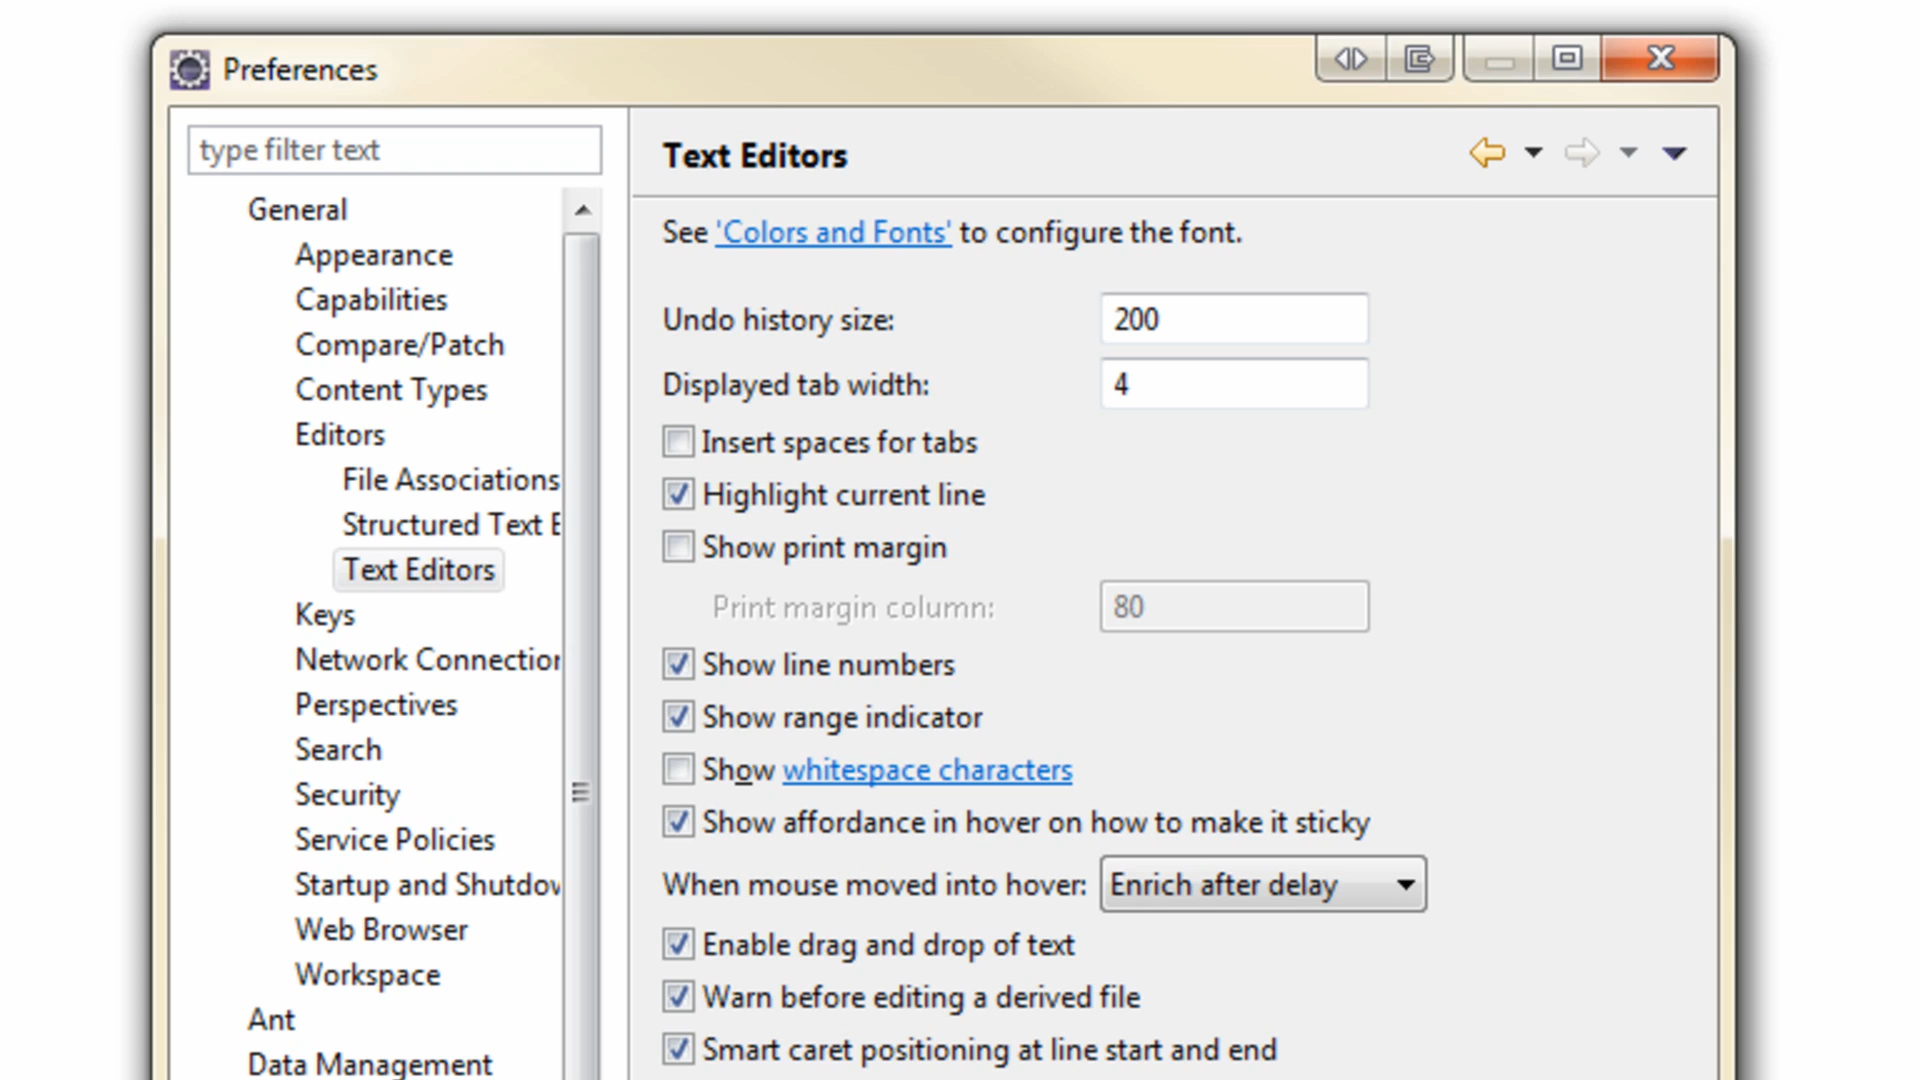 Preferences
type filter text
General
Appearance
Capabilities
Compare/Patch
Content Types
Editors
File Associations
Structured Text E
Text Editors
Keys
Network Connection
Perspectives
Search
Security
Service Policies
Startup and Shutdow
Web Browser
Workspace
Ant
Data Management
Text Editors
See 'Colors and Fonts' to configure the font.
Undo history size: 200
Displayed tab width: 4
Insert spaces for tabs
Highlight current line
Show print margin
Print margin column: 80
Show line numbers
Show range indicator
Show whitespace characters
Show affordance in hover on how to make it sticky
When mouse moved into hover: Enrich after delay
Enable drag and drop of text
Warn before editing a derived file
Smart caret positioning at line start and end